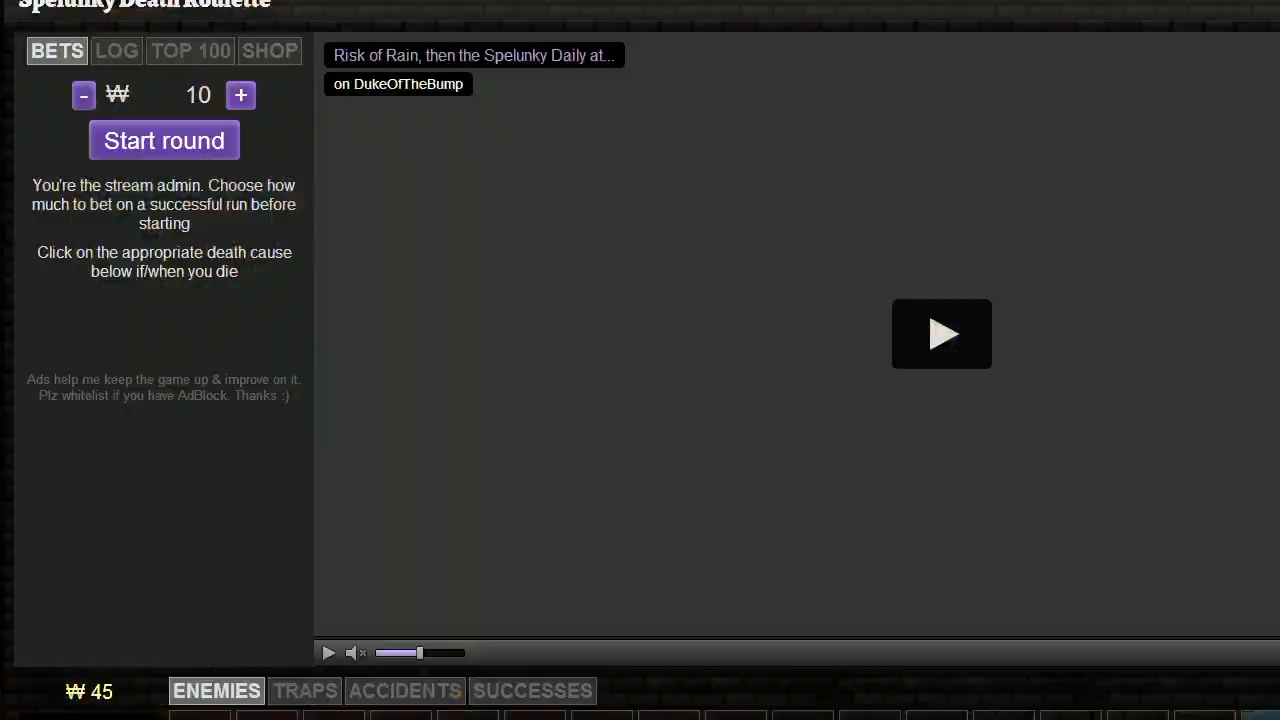 Spelunky Death Roulette
BETS LOG TOP 100 SHOP
- ₩ 10 +
Start round
You're the stream admin. Choose how
much to bet on a successful run before
starting
Click on the appropriate death cause
below if/when you die
Ads help me keep the game up & improve on it.
Plz whitelist if you have AdBlock. Thanks :)
Risk of Rain, then the Spelunky Daily at...
on DukeOfTheBump
₩ 45
ENEMIES TRAPS ACCIDENTS SUCCESSES